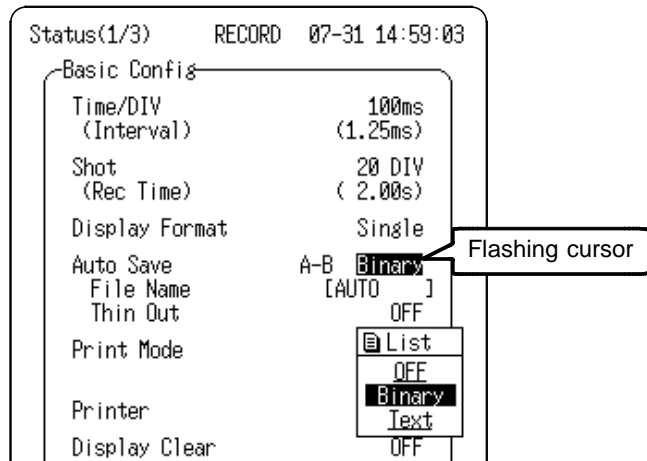 Status(1/3) RECORD 07-31 14:59:03
Basic Config
Time/DIV 100ms
(Interval) (1.25ms)
Shot 20 DIV
(Rec Time) ( 2.00s)
Display Format Single
Flashing cursor
Auto Save A-B Binary
File Name [AUTO ]
Thin Out OFF
Print Mode
List
OFF
Binary
Printer
Text
Display Clear OFF